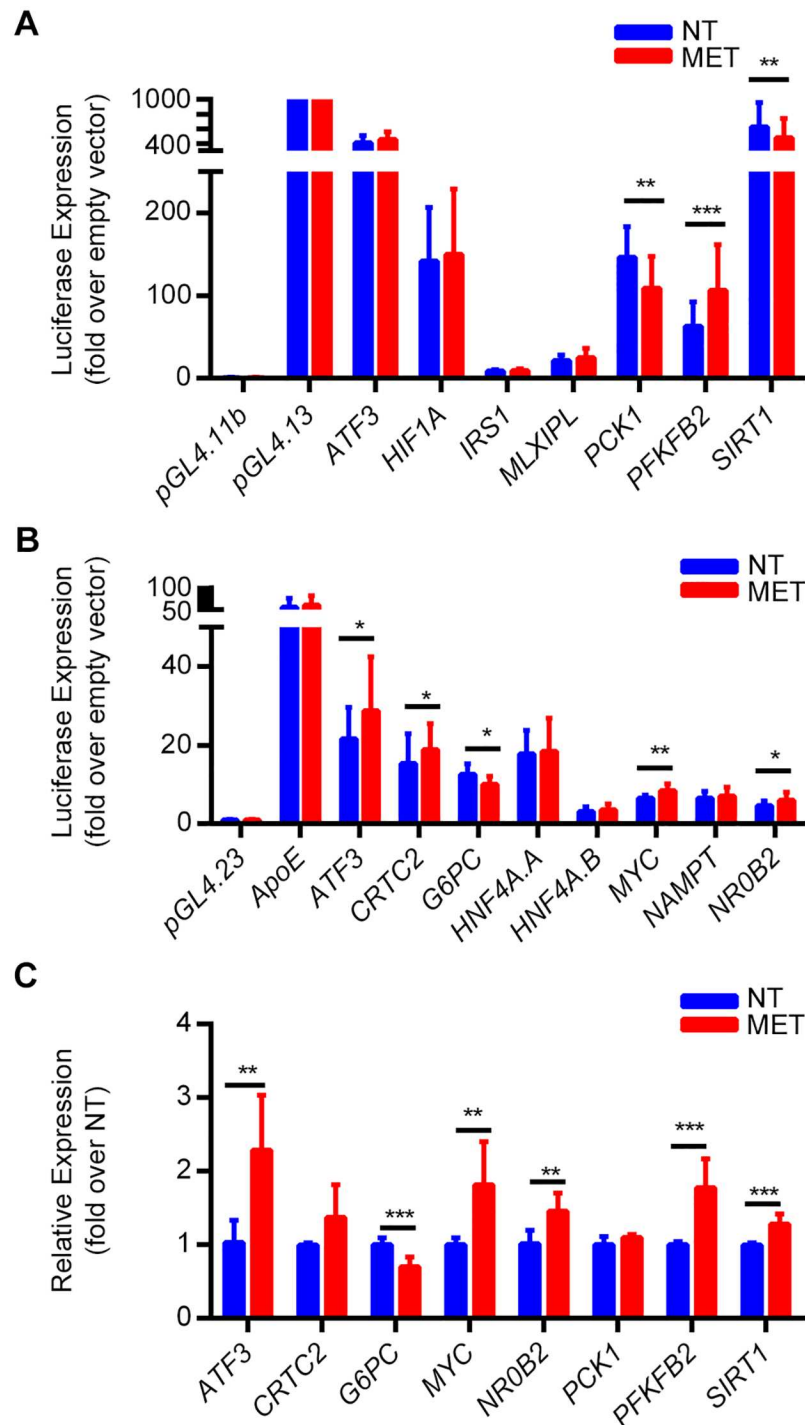 A
NT
MET
Luciferase Expression
(fold over empty vector)
1000
400
200
100
0
**
***
**
pGL4.11b
pGL4.13
ATF3
HIF1A
IRS1
MLXIPL
PCK1
PFKFB2
SIRT1
B
NT
MET
Luciferase Expression
(fold over empty vector)
100
50
40
20
0
*
*
*
**
*
pGL4.23
ApoE
ATF3
CRTC2
G6PC
HNF4A.A
HNF4A.B
MYC
NAMPT
NR0B2
C
NT
MET
Relative Expression
(fold over NT)
4
3
2
1
0
**
***
**
**
***
***
ATF3
CRTC2
G6PC
MYC
NR0B2
PCK1
PFKFB2
SIRT1